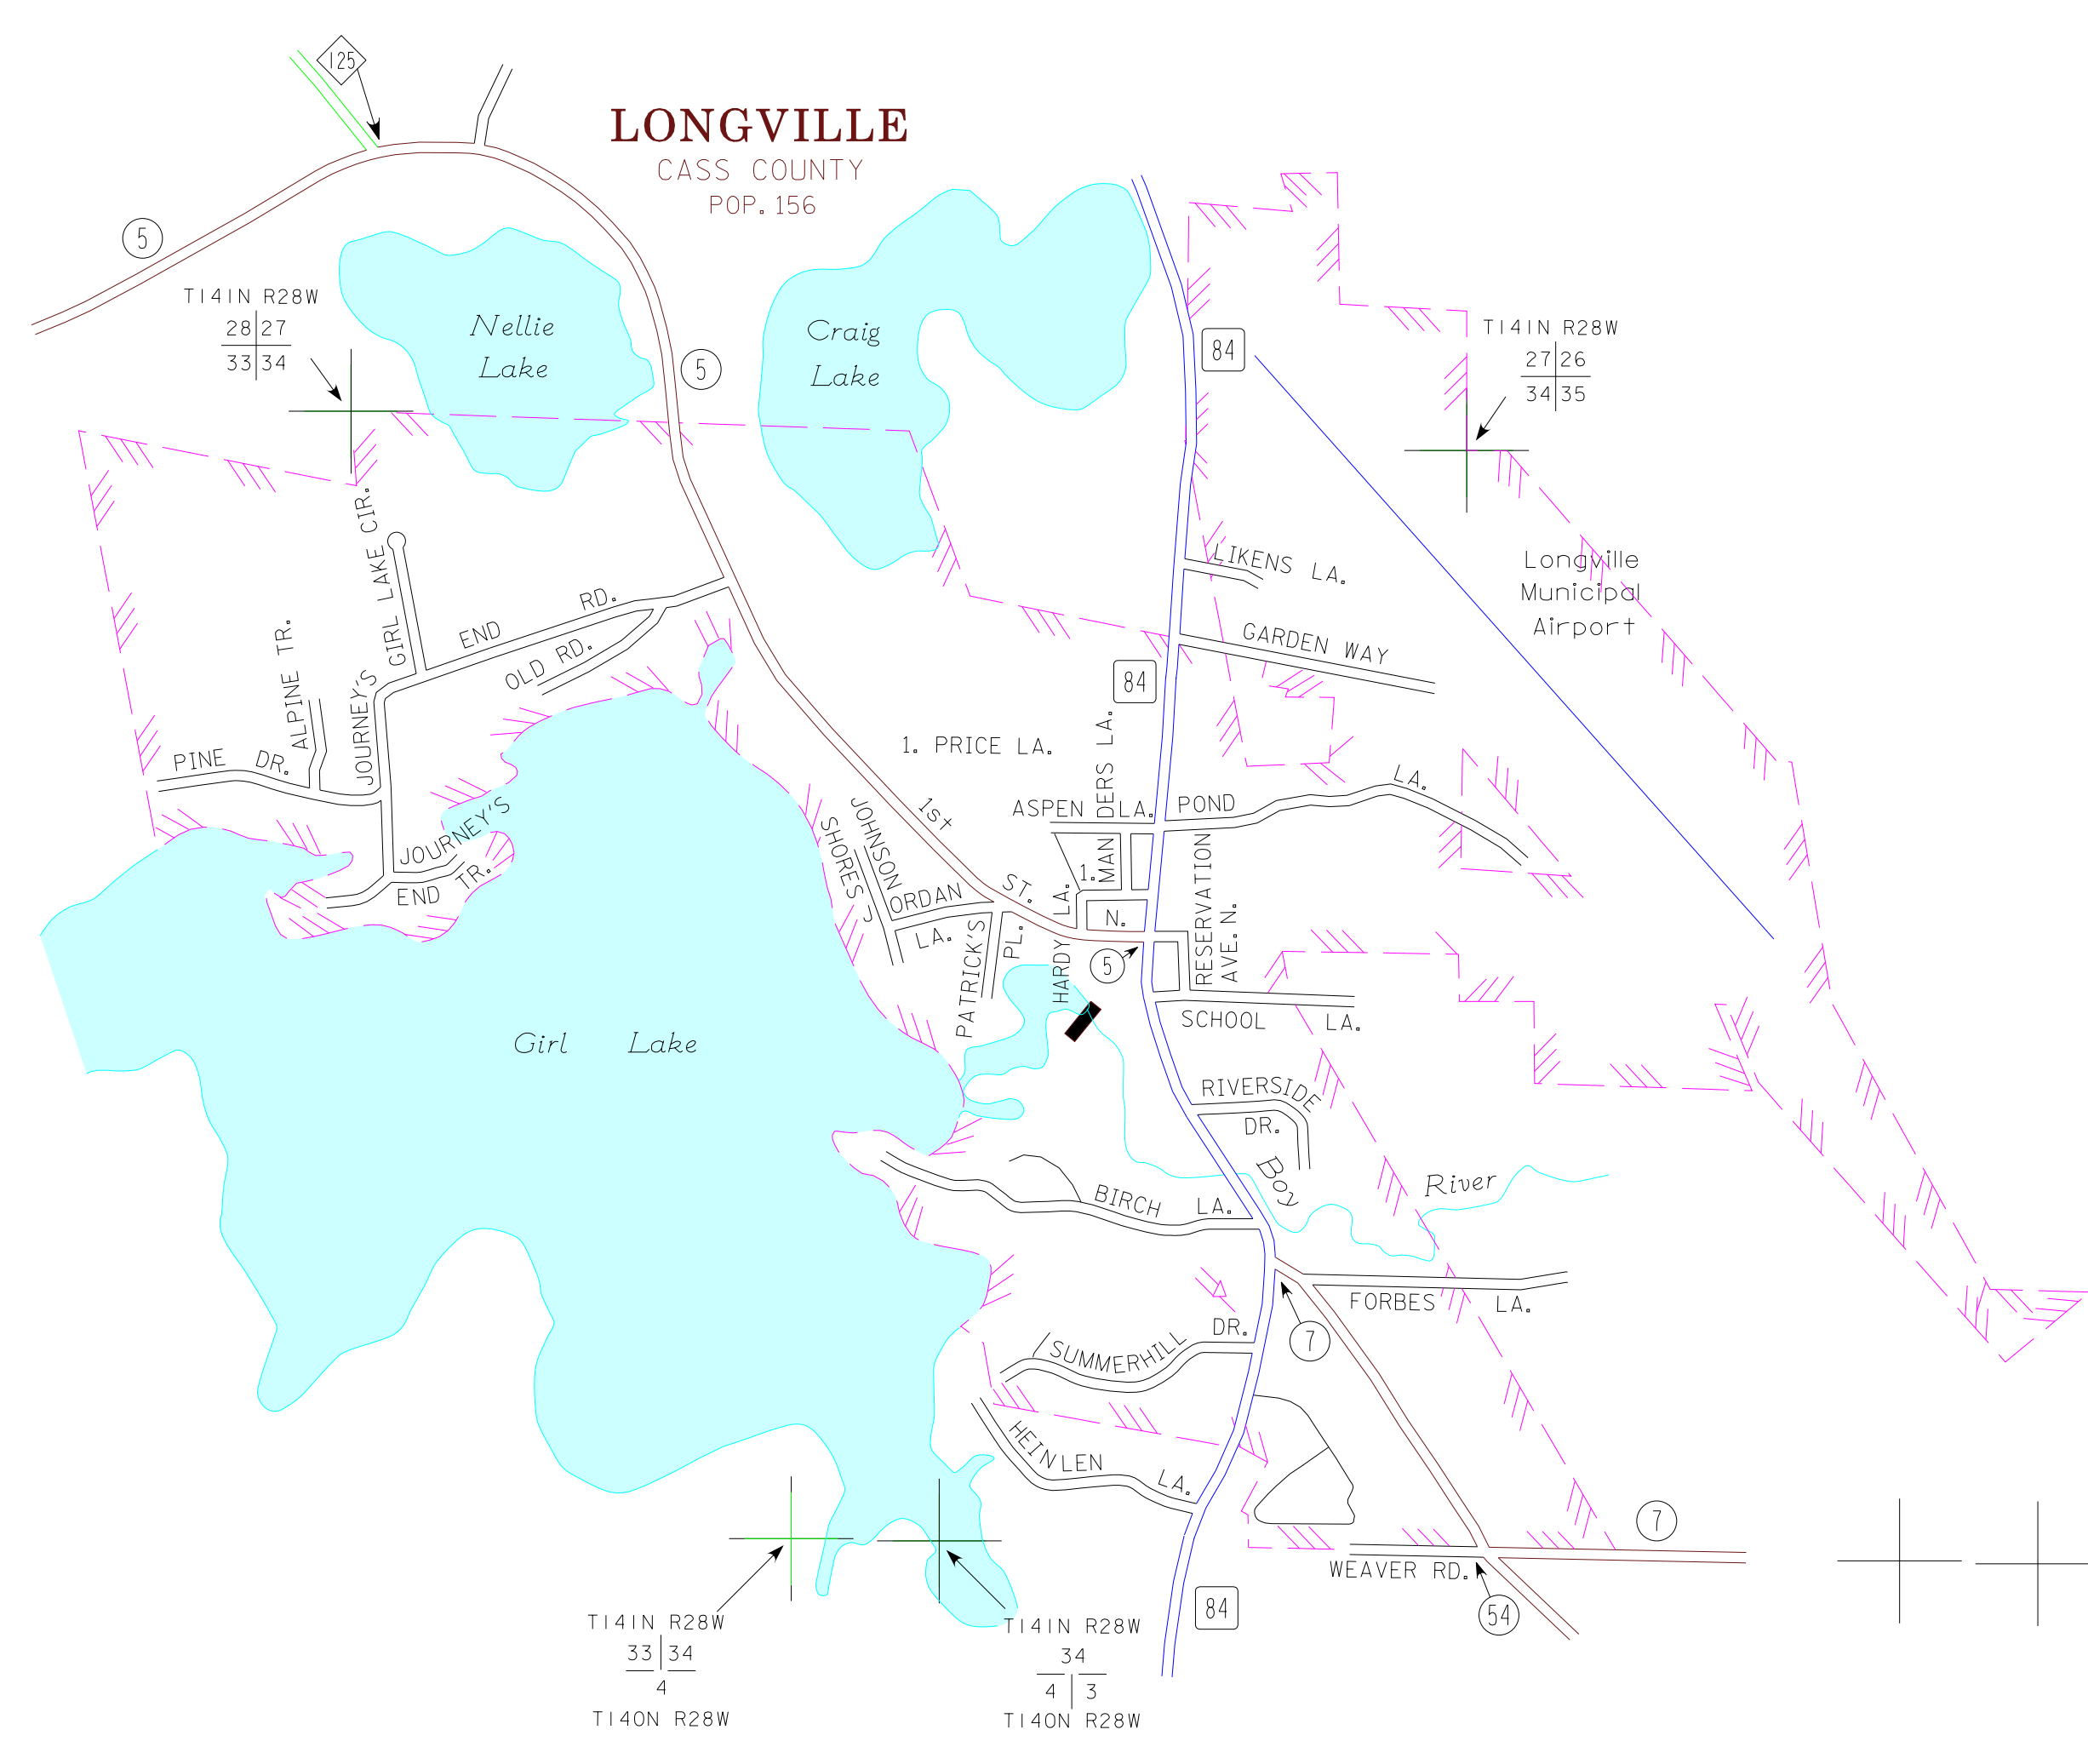 125
LONGVILLE
CASS COUNTY
POP. 156
5
T141N R28W
28 27
33 34
Nellie
Lake
5
Craig
Lake
84
T141N R28W
27 26
34 35
Longville
Municipal
Airport
GIRL LAKE CIR.
LIKENS LA.
GARDEN WAY
END RD.
OLD RD.
ALPINE TR.
JOURNEY'S
PINE DR.
84
1. PRICE LA.
MANDERS LA.
ASPEN LA.
POND LA.
JOURNEY'S
END TR.
JOHNSON
SHORES
JORDAN
LA.
1st ST. N.
1.
HARDY LA.
PATRICK'S
PL.
RESERVATION
AVE. N.
5
SCHOOL LA.
Girl Lake
RIVERSIDE
DR.
Boy River
BIRCH LA.
FORBES LA.
7
SUMMERHILL DR.
HEINLEN LA.
7
WEAVER RD.
54
84
T141N R28W
33 34
4
T140N R28W
T141N R28W
34
4 3
T140N R28W